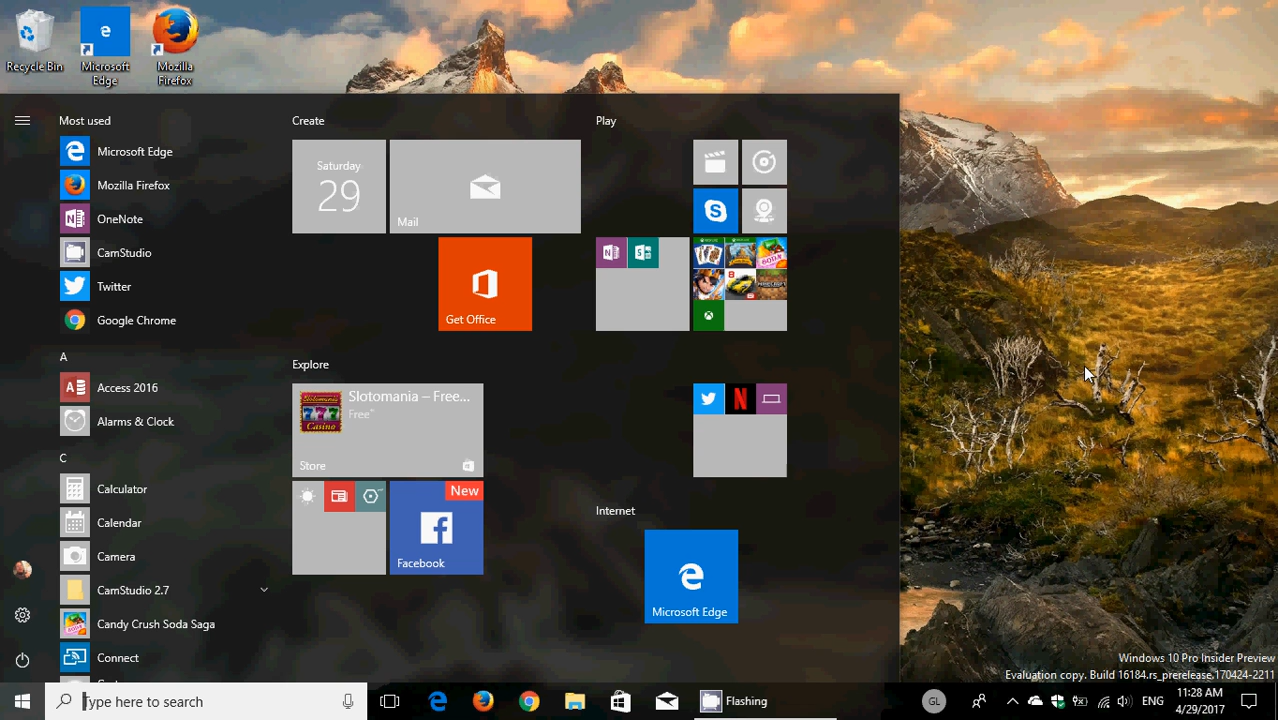 Recycle Bin
Microsoft
Edge
Mozilla
Firefox
Most used
Microsoft Edge
Mozilla Firefox
OneNote
CamStudio
Twitter
Google Chrome
A
Access 2016
Alarms & Clock
C
Calculator
Calendar
Camera
CamStudio 2.7
Candy Crush Soda Saga
Connect
Create
Saturday
29
Mail
Get Office
Explore
Slotomania – Free...
Free
Store
New
Facebook
Play
Internet
Microsoft Edge
Windows 10 Pro Insider Preview
Evaluation copy. Build 16184.rs_prerelease.170424-2211
Type here to search
Flashing
GL
ENG
11:28 AM
4/29/2017